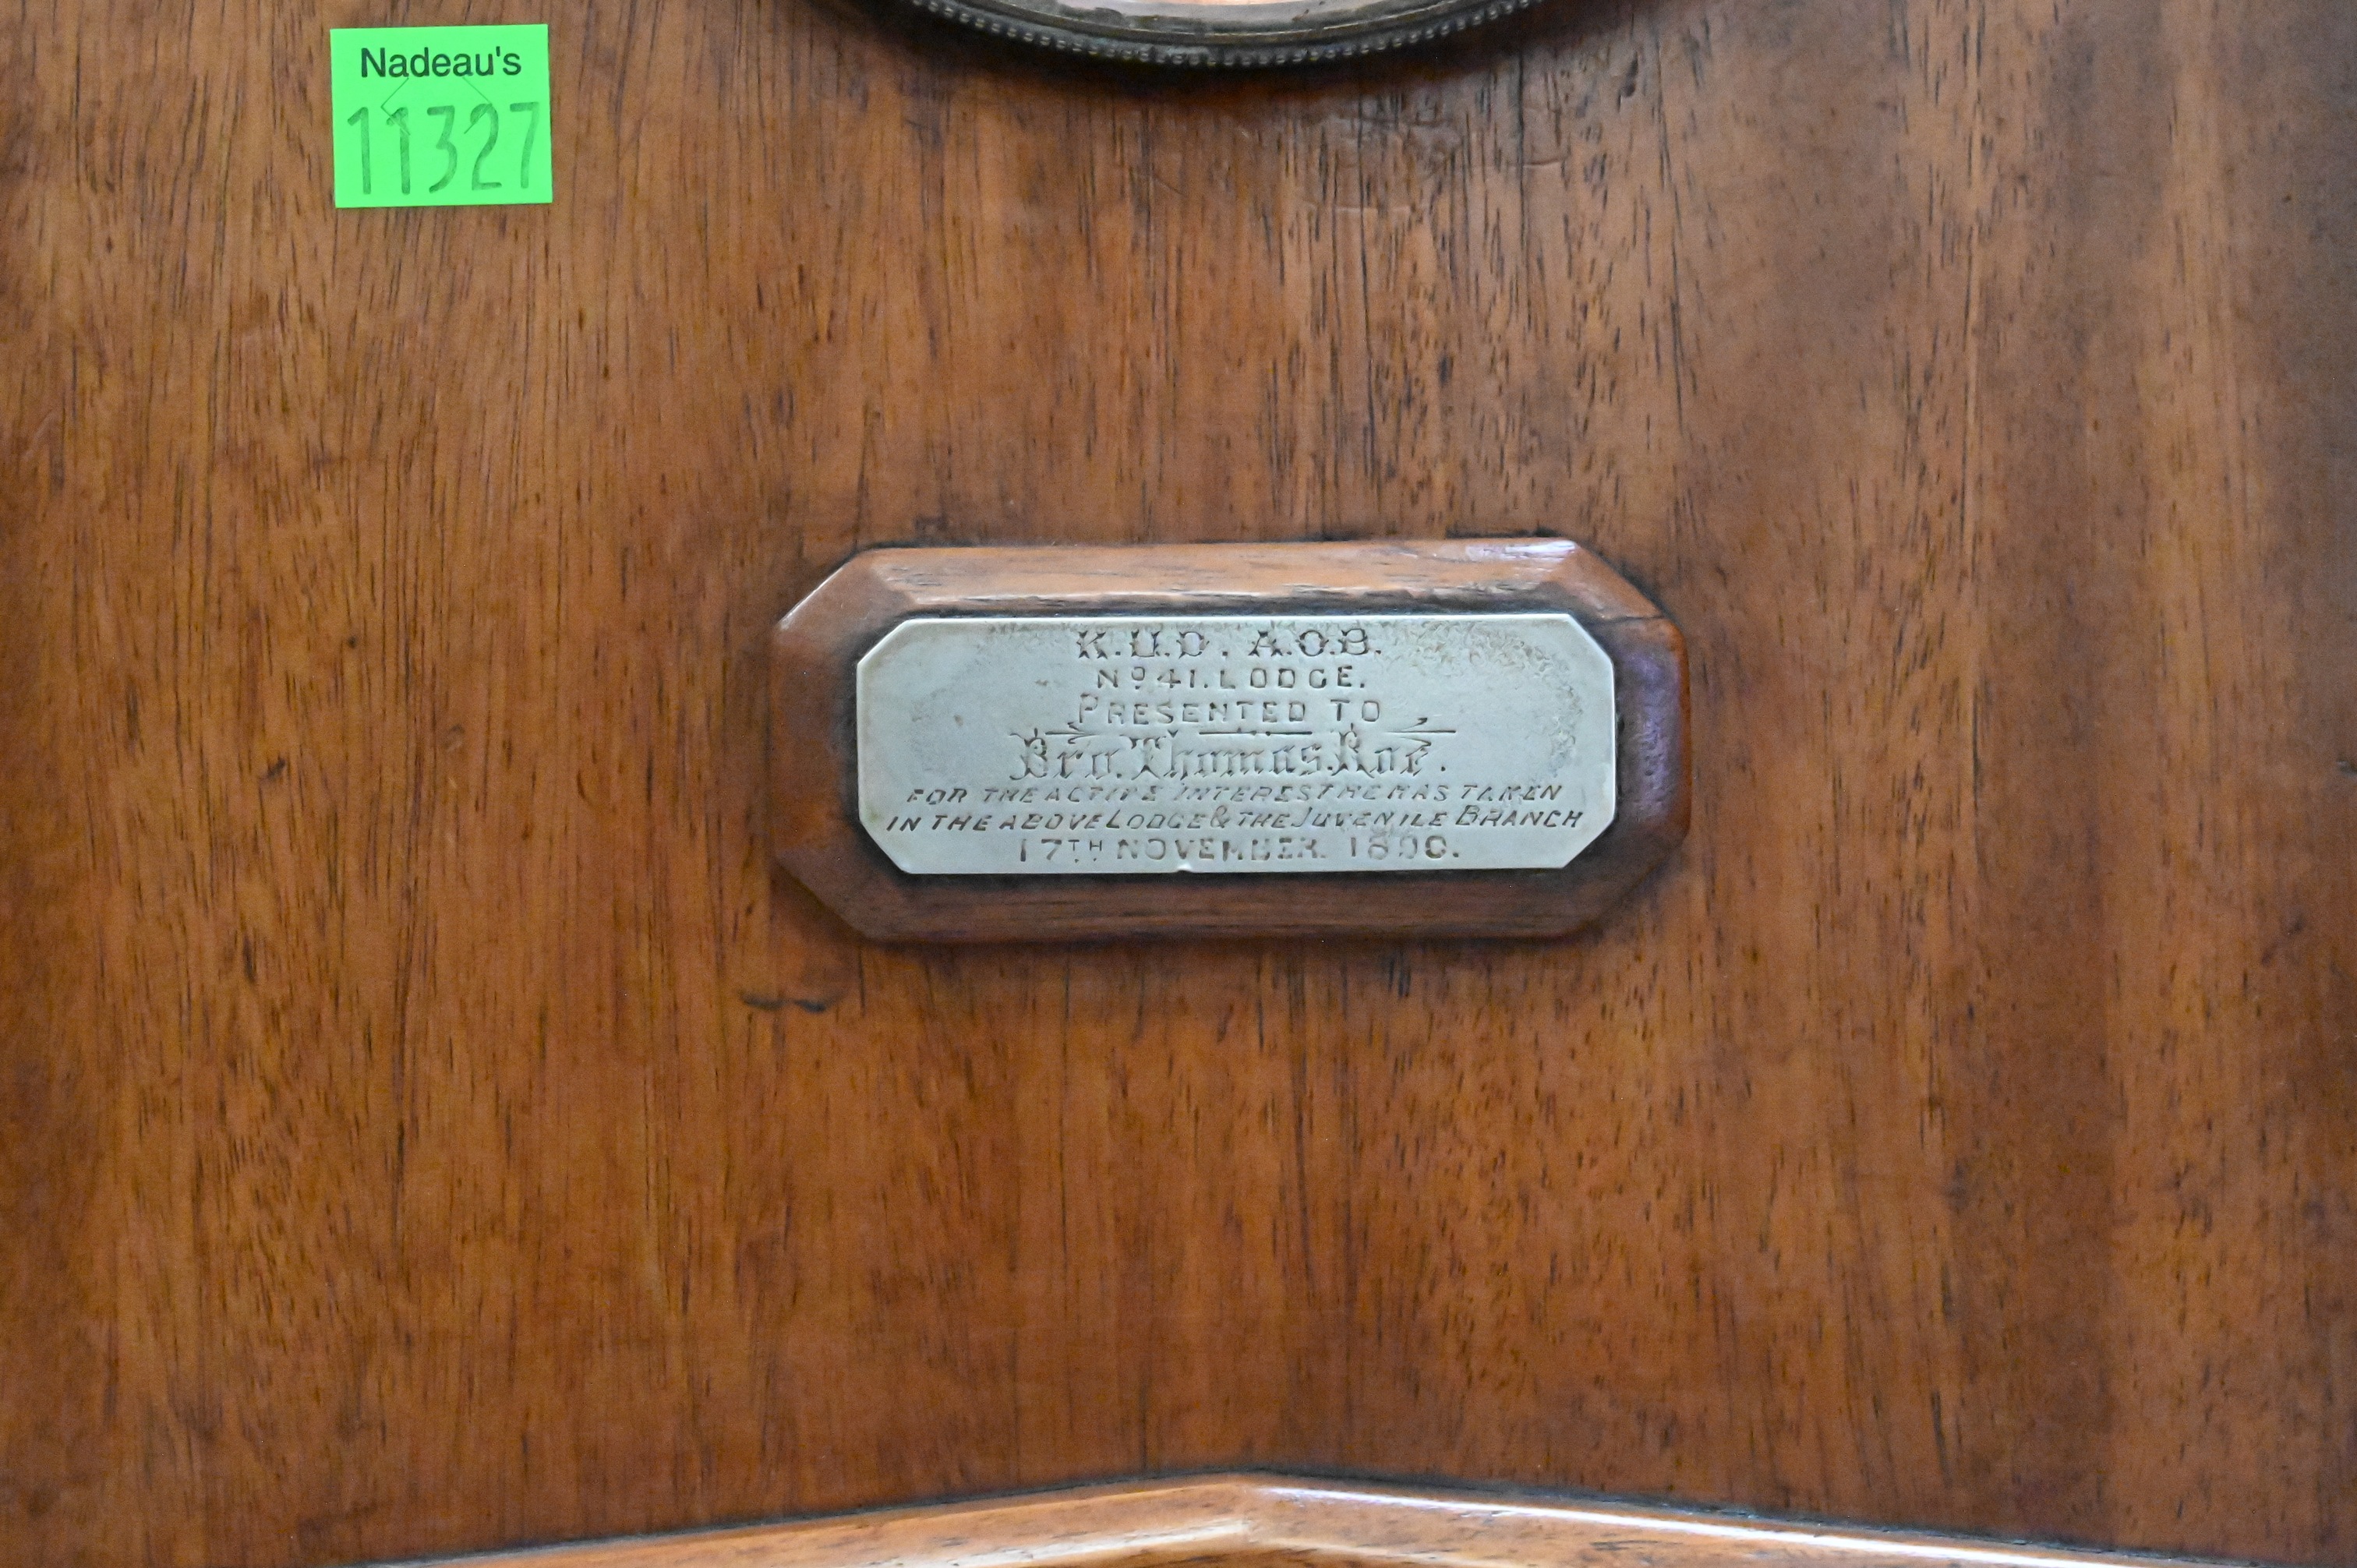 Nadeau's
11327
K.U.D. A.O.B.
No 41. LODGE.
PRESENTED TO
Bro. Thomas. Roe.
FOR THE ACTIVE INTEREST HE HAS TAKEN
IN THE ABOVE LODGE & THE JUVENILE BRANCH
17TH NOVEMBER. 1890.